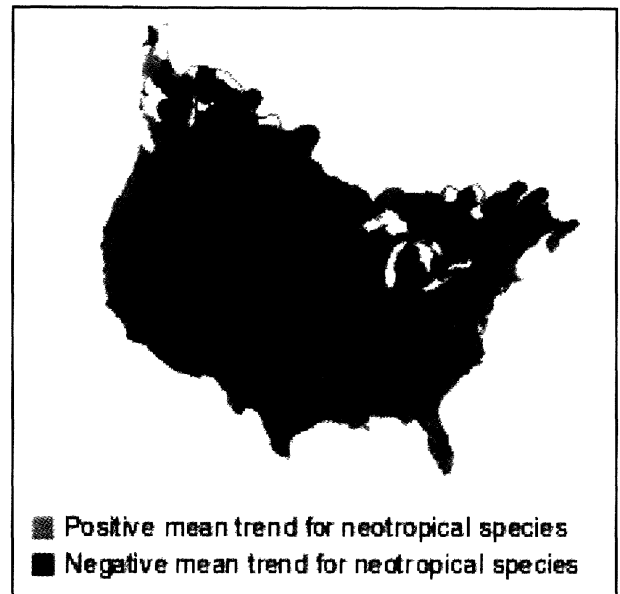 Positive mean trend for neotropical species
Negative mean trend for neotropical species